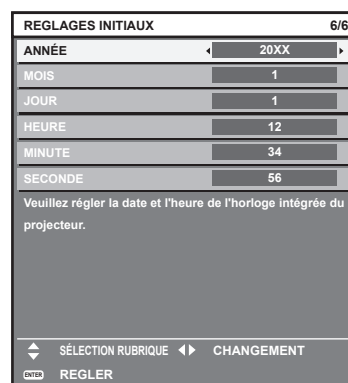 REGLAGES INITIAUX 6/6
ANNÉE 20XX
MOIS 1
JOUR 1
HEURE 12
MINUTE 34
SECONDE 56
Veuillez régler la date et l'heure de l'horloge intégrée du
projecteur.
SÉLECTION RUBRIQUE CHANGEMENT
ENTER REGLER